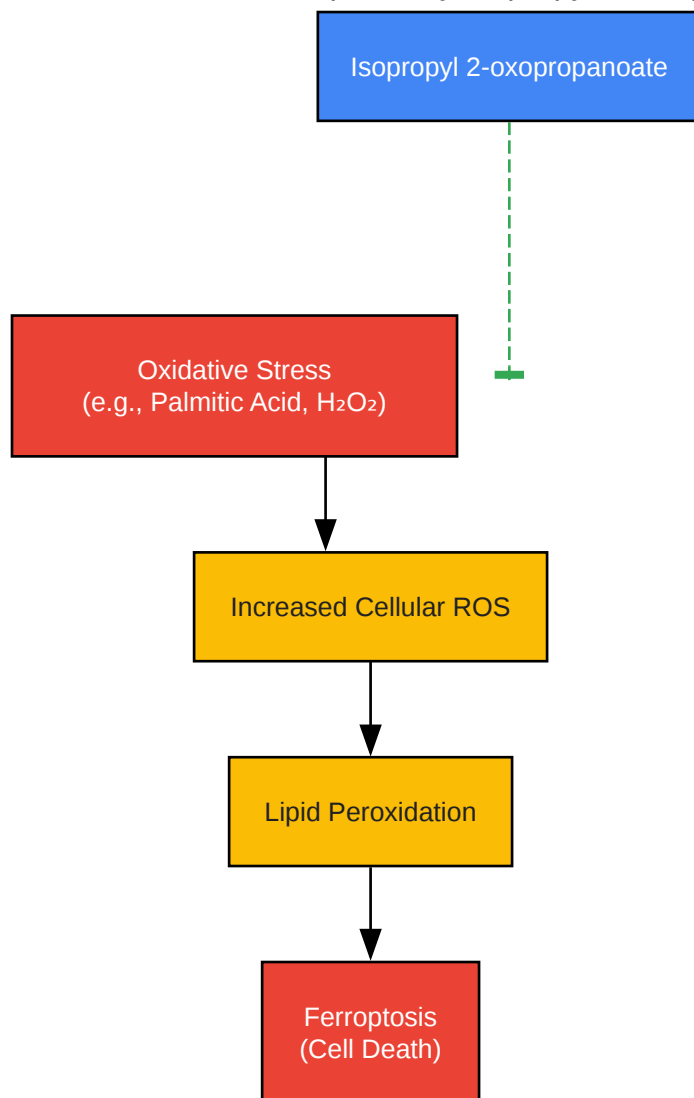 Isopropyl 2-oxopropanoate
Oxidative Stress
(e.g., Palmitic Acid, H₂O₂)
Increased Cellular ROS
Lipid Peroxidation
Ferroptosis
(Cell Death)